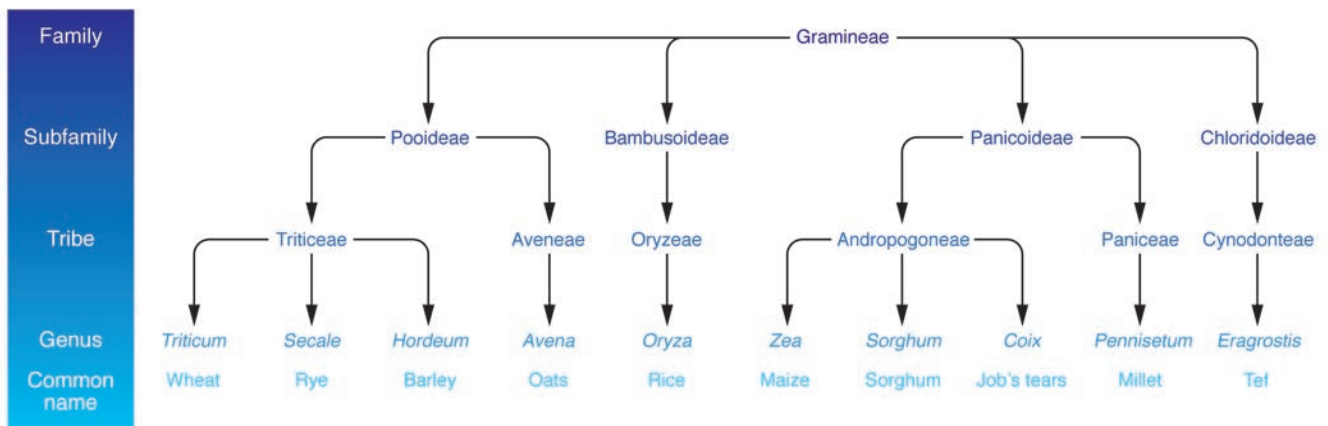 Family
Gramineae
Subfamily
Pooideae
Bambusoideae
Panicoideae
Chloridoideae
Tribe
Triticeae
Aveneae
Oryzeae
Andropogoneae
Paniceae
Cynodonteae
Genus
Triticum
Secale
Hordeum
Avena
Oryza
Zea
Sorghum
Coix
Pennisetum
Eragrostis
Common
name
Wheat
Rye
Barley
Oats
Rice
Maize
Sorghum
Job's tears
Millet
Tef